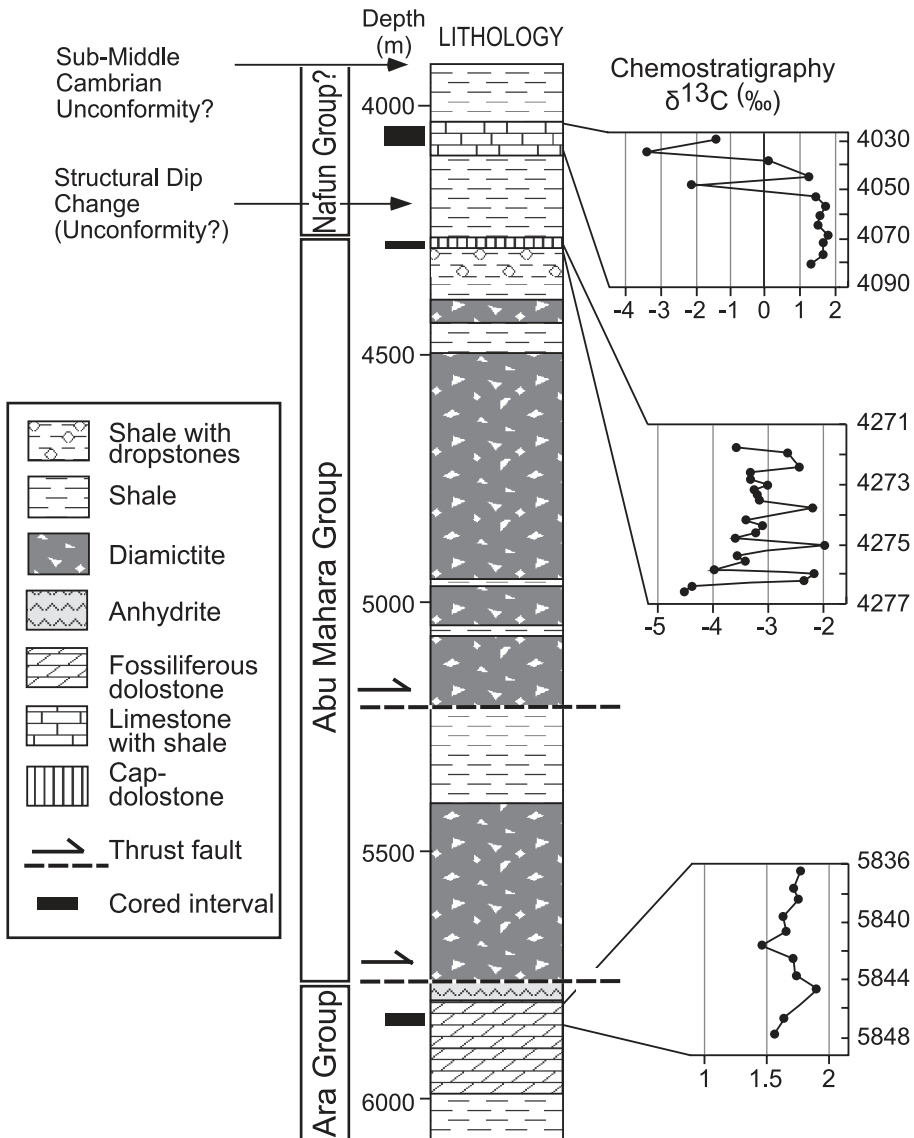 Depth
(m)
LITHOLOGY
Sub-Middle
Cambrian
Unconformity?
Structural Dip
Change
(Unconformity?)
Nafun Group?
Abu Mahara Group
Ara Group
4000
4500
5000
5500
6000
Chemostratigraphy
δ13C (‰)
4030
4050
4070
4090
-4 -3 -2 -1 0 1 2
4271
4273
4275
4277
-5 -4 -3 -2
5836
5840
5844
5848
1 1.5 2
Shale with
dropstones
Shale
Diamictite
Anhydrite
Fossiliferous
dolostone
Limestone
with shale
Cap-
dolostone
Thrust fault
Cored interval